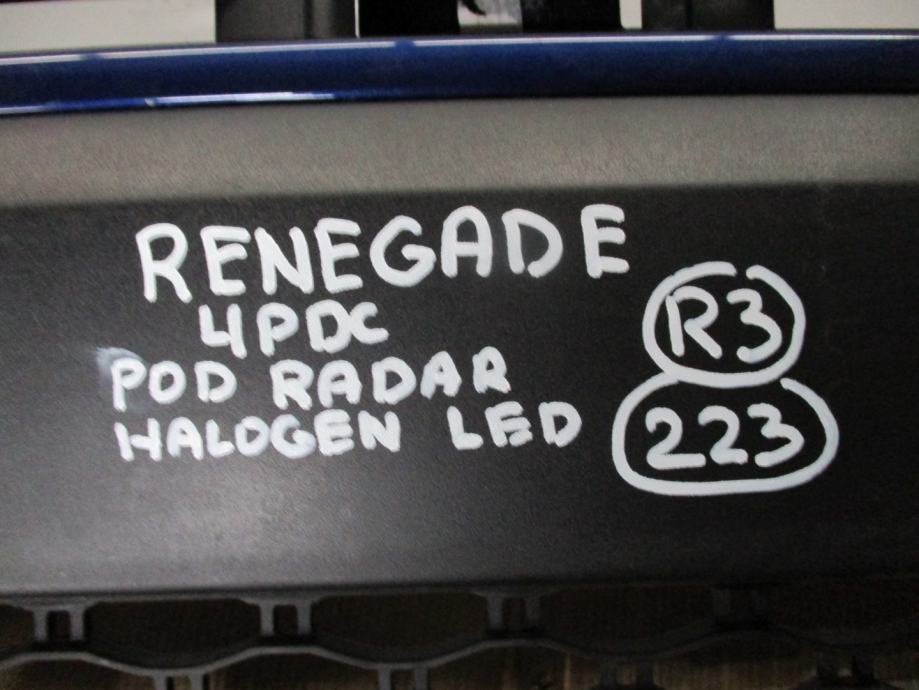 RENEGADE
4PDC
POD RADAR
HALOGEN LED
R3
223